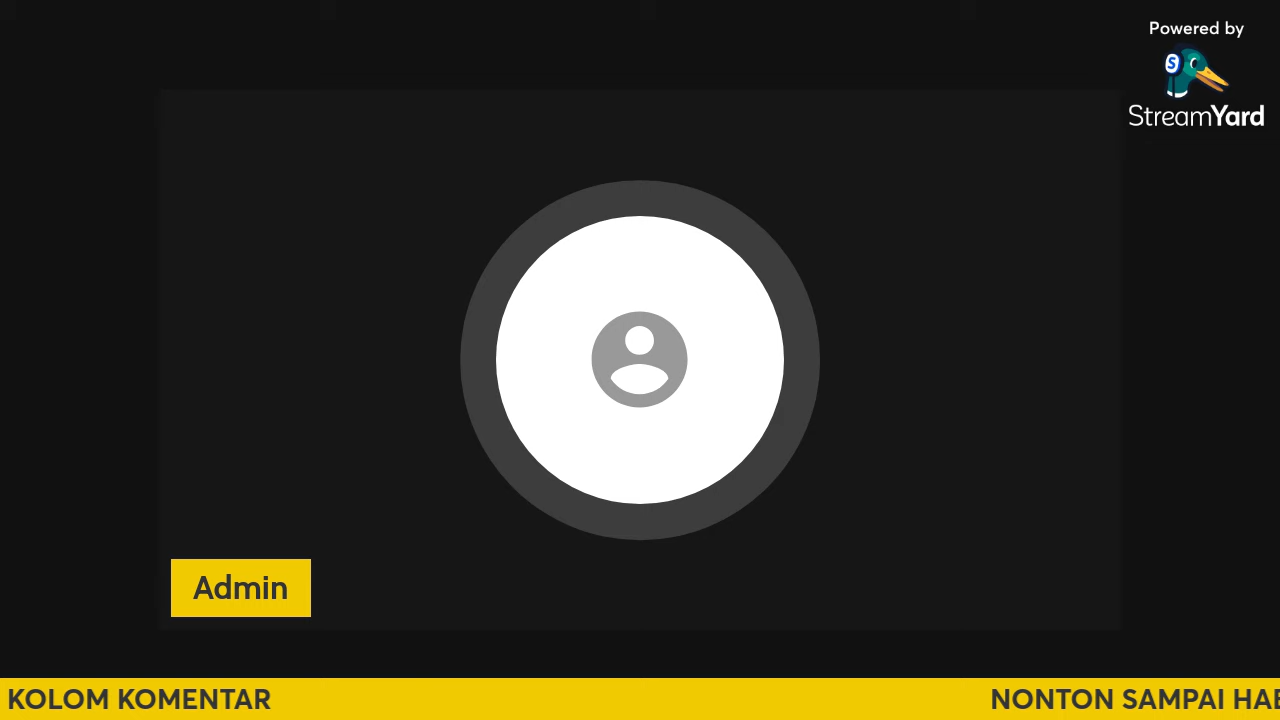 Powered by
S
StreamYard
Admin
KOLOM KOMENTAR
NONTON SAMPAI